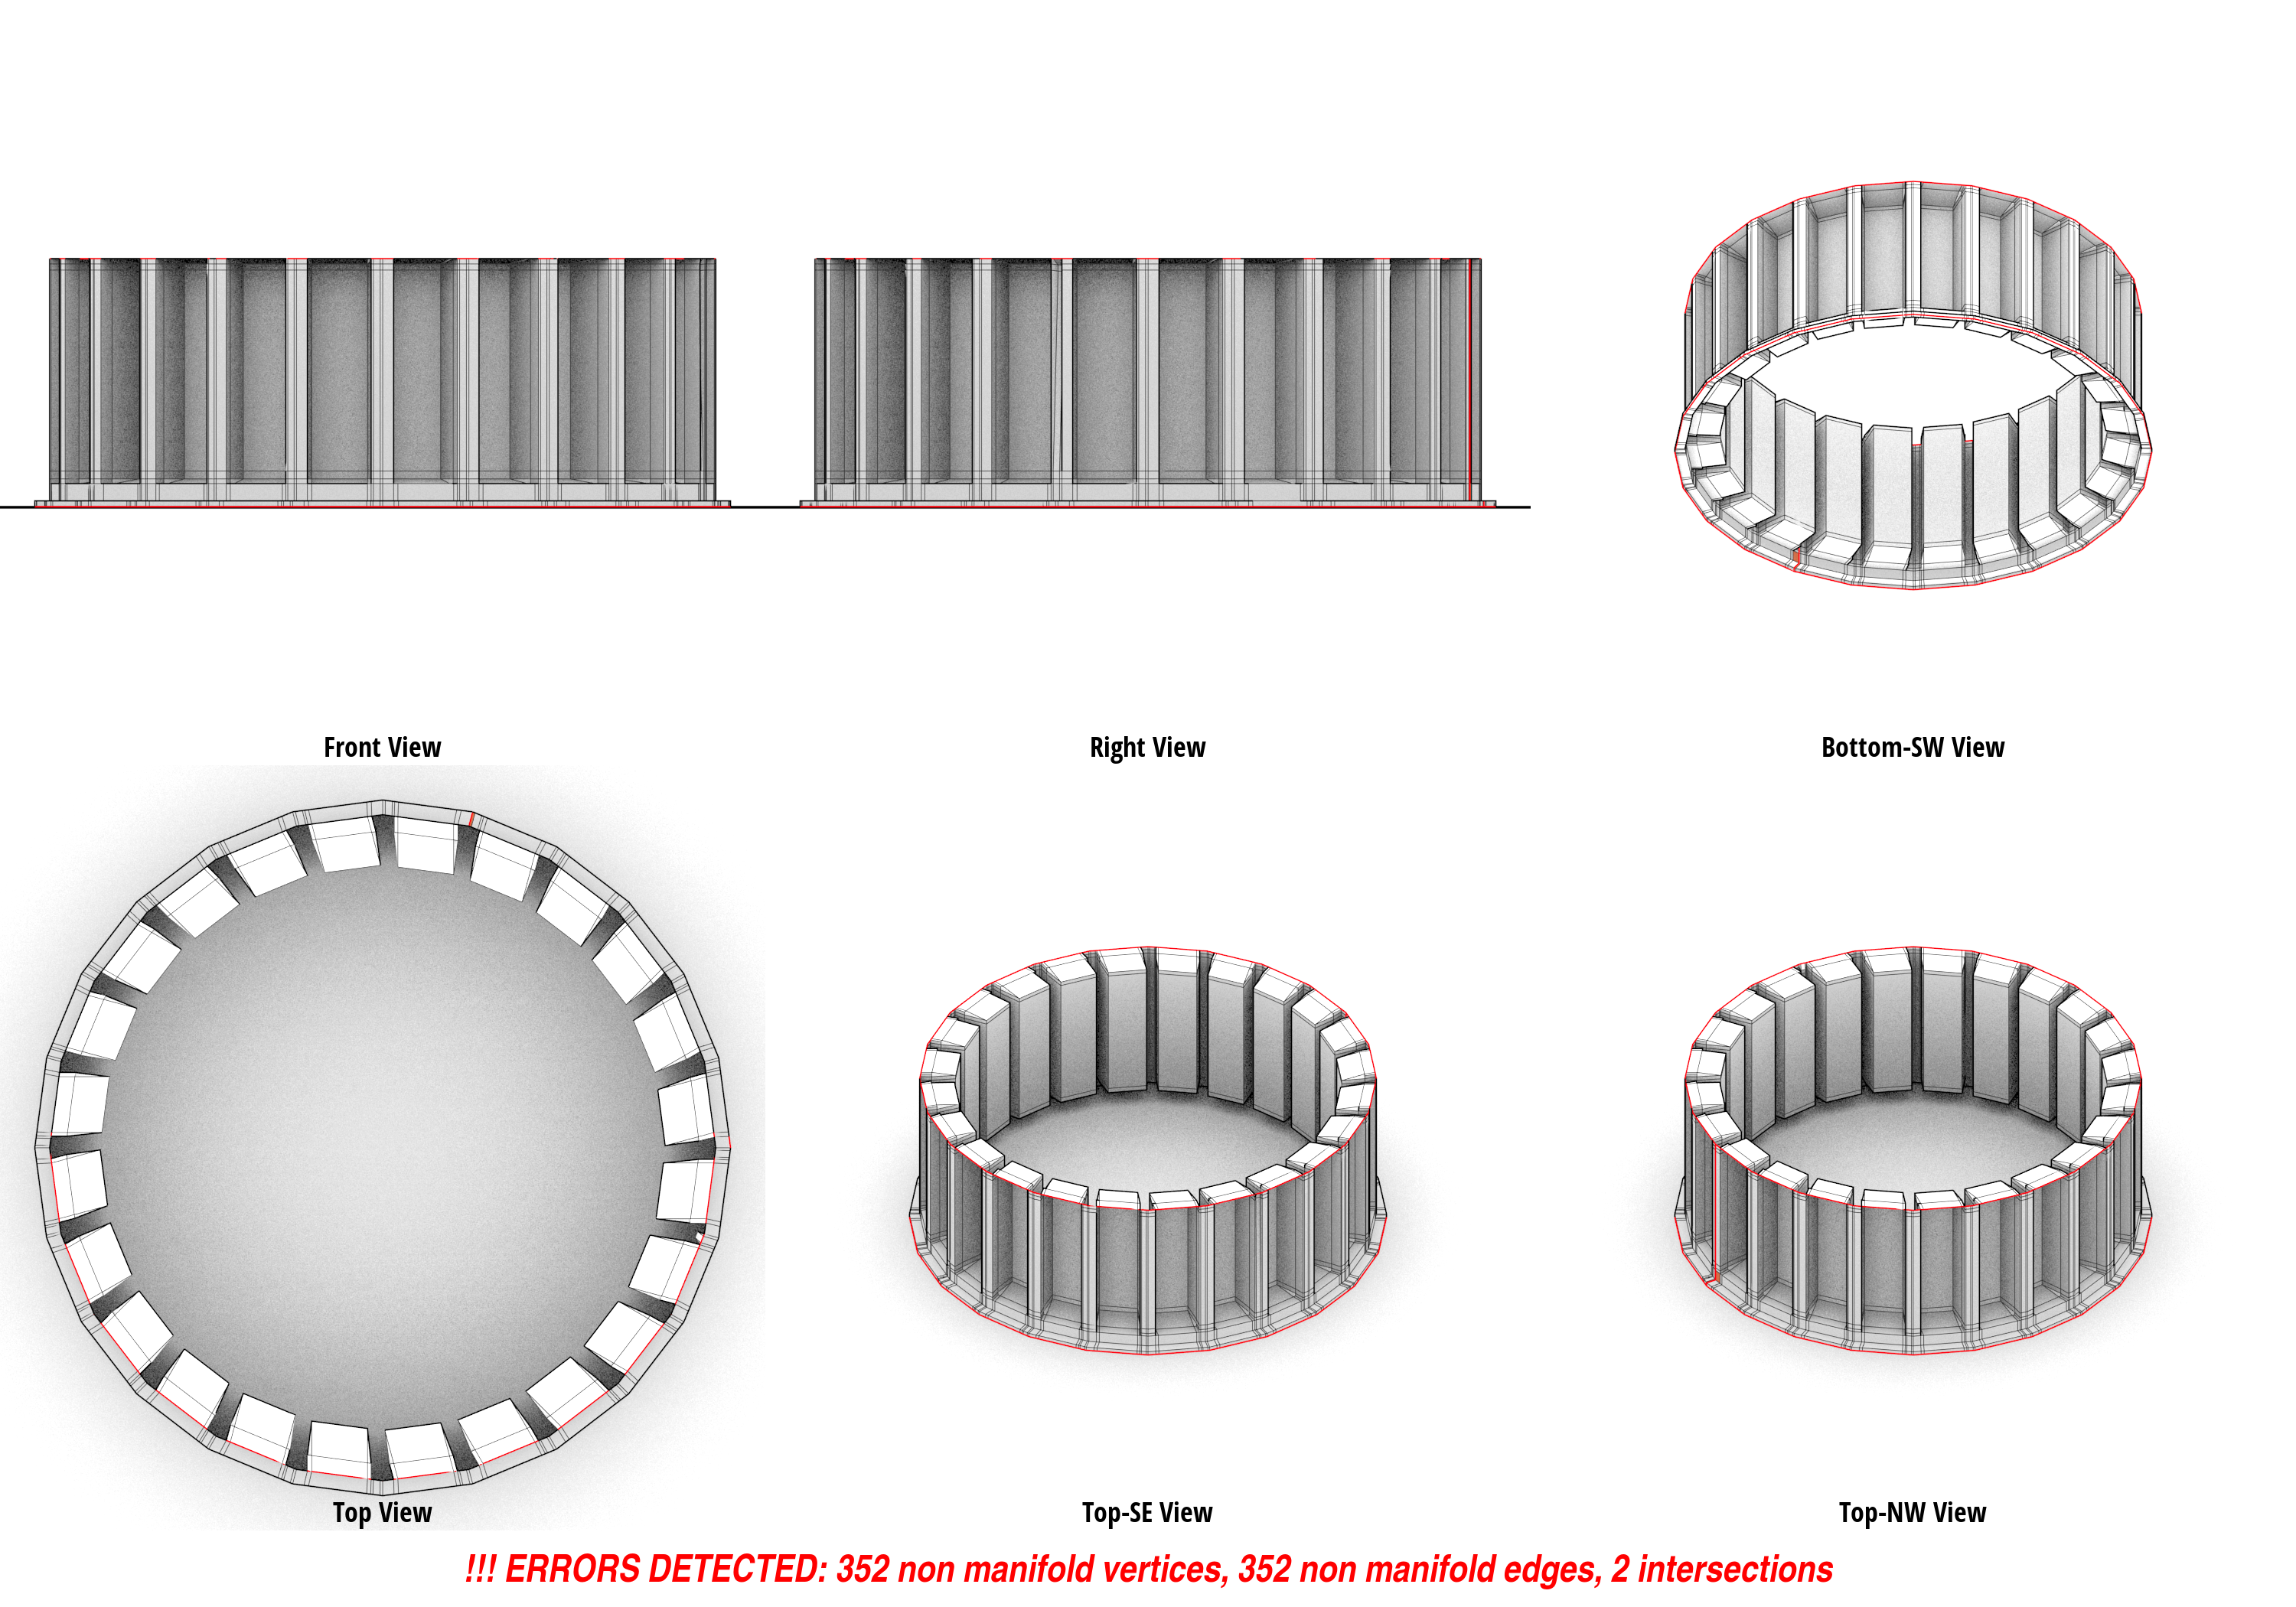 Front View
Right View
Bottom-SW View
Top View
Top-SE View
Top-NW View
!!! ERRORS DETECTED: 352 non manifold vertices, 352 non manifold edges, 2 intersections